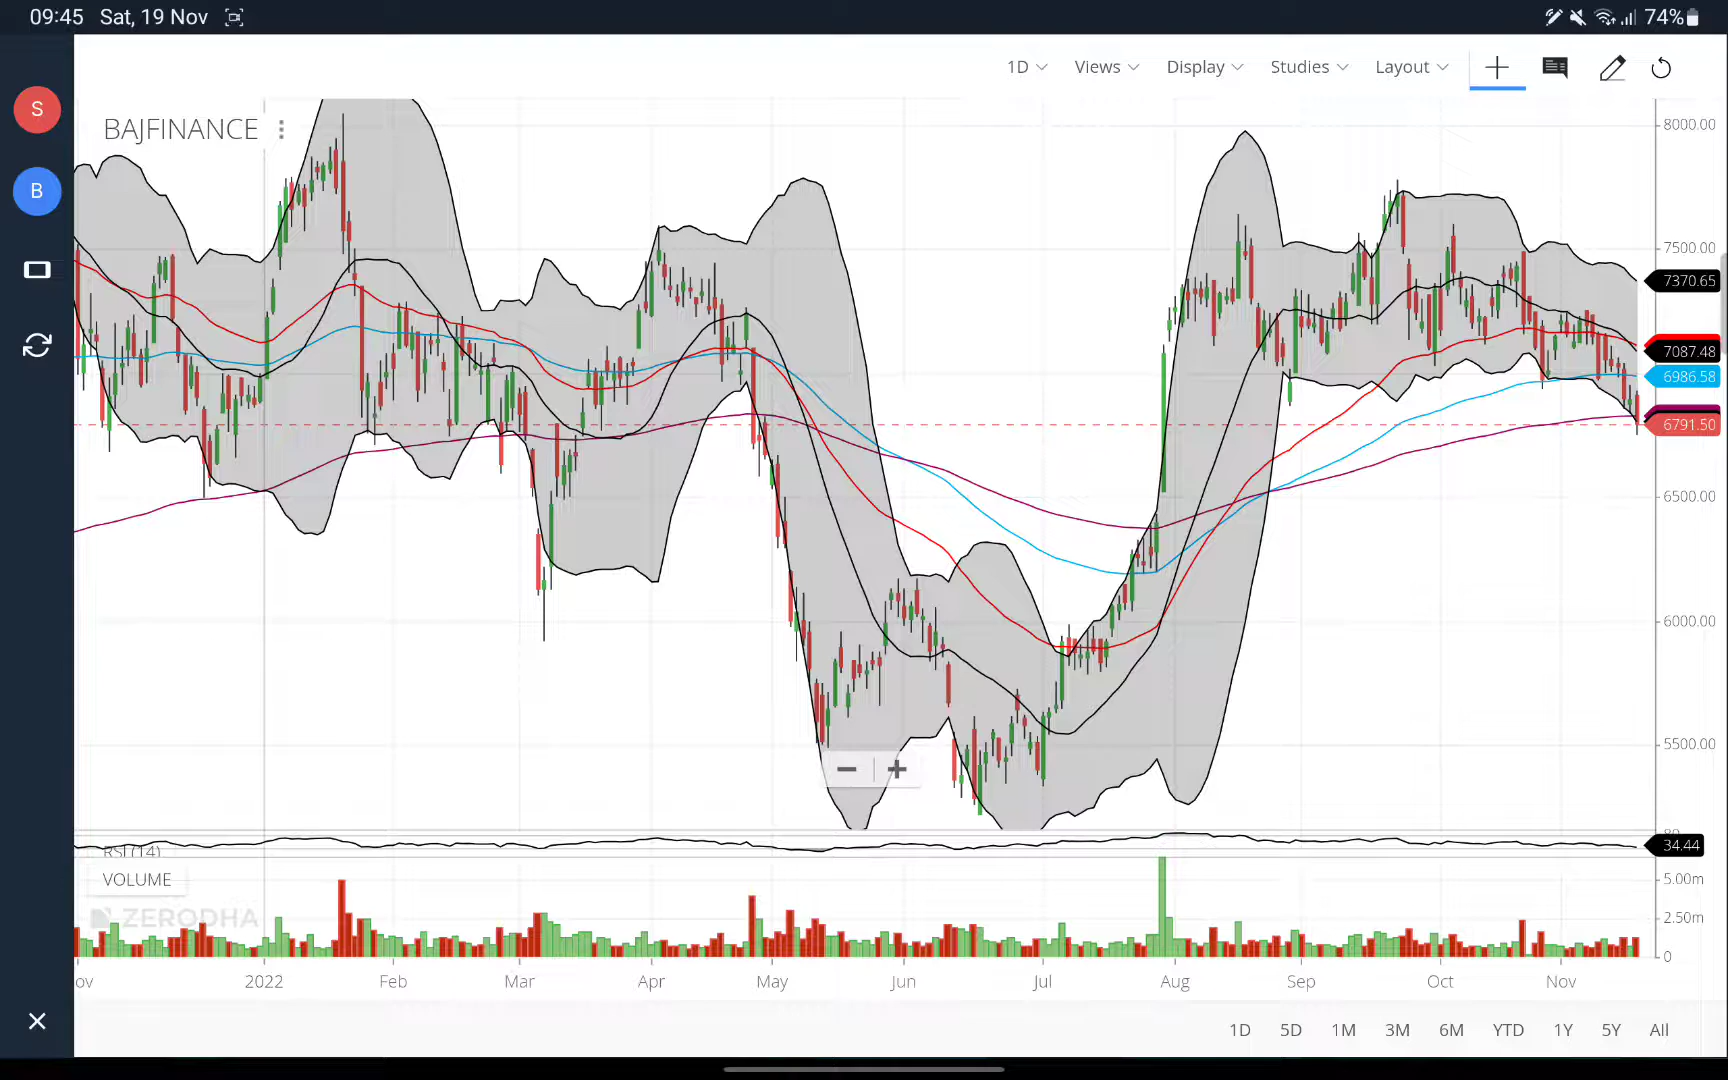 09:45 Sat, 19 Nov
74%
1D Views Display Studies Layout
S
B
BAJFINANCE
8000.00
7500.00
7370.65
7087.48
6986.58
6791.50
6500.00
6000.00
5500.00
80
34.44
RSI (14)
VOLUME
5.00m
ZERODHA
2.50m
0
ov 2022 Feb Mar Apr May Jun Jul Aug Sep Oct Nov
1D 5D 1M 3M 6M YTD 1Y 5Y All